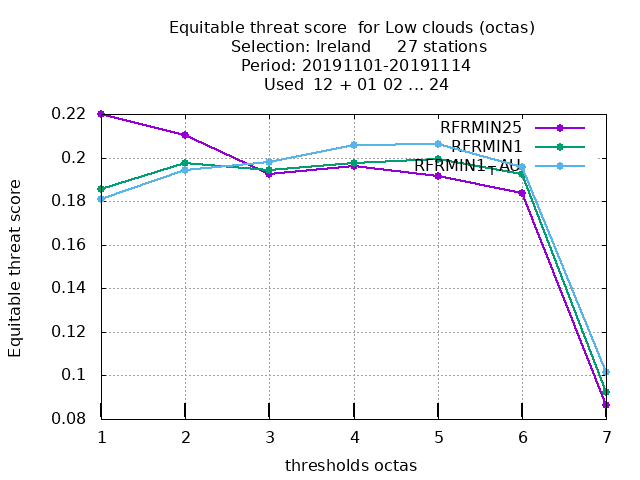 Equitable threat score  for Low clouds (octas)
Selection: Ireland     27 stations
Period: 20191101-20191114
Used  12 + 01 02 ... 24
RFRMIN25
RFRMIN1
RFRMIN1_AU
Equitable threat score
0.22
0.2
0.18
0.16
0.14
0.12
0.1
0.08
1 2 3 4 5 6 7
thresholds octas